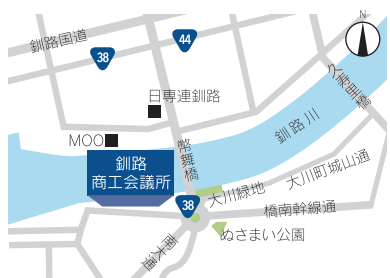 N
44
釧路国道
38
久寿里橋
日専連釧路
釧路川
MOO
幣舞橋
釧路
商工会議所
大川町城山通
大川緑地
38
橋南幹線通
ぬさまい公園
南大通